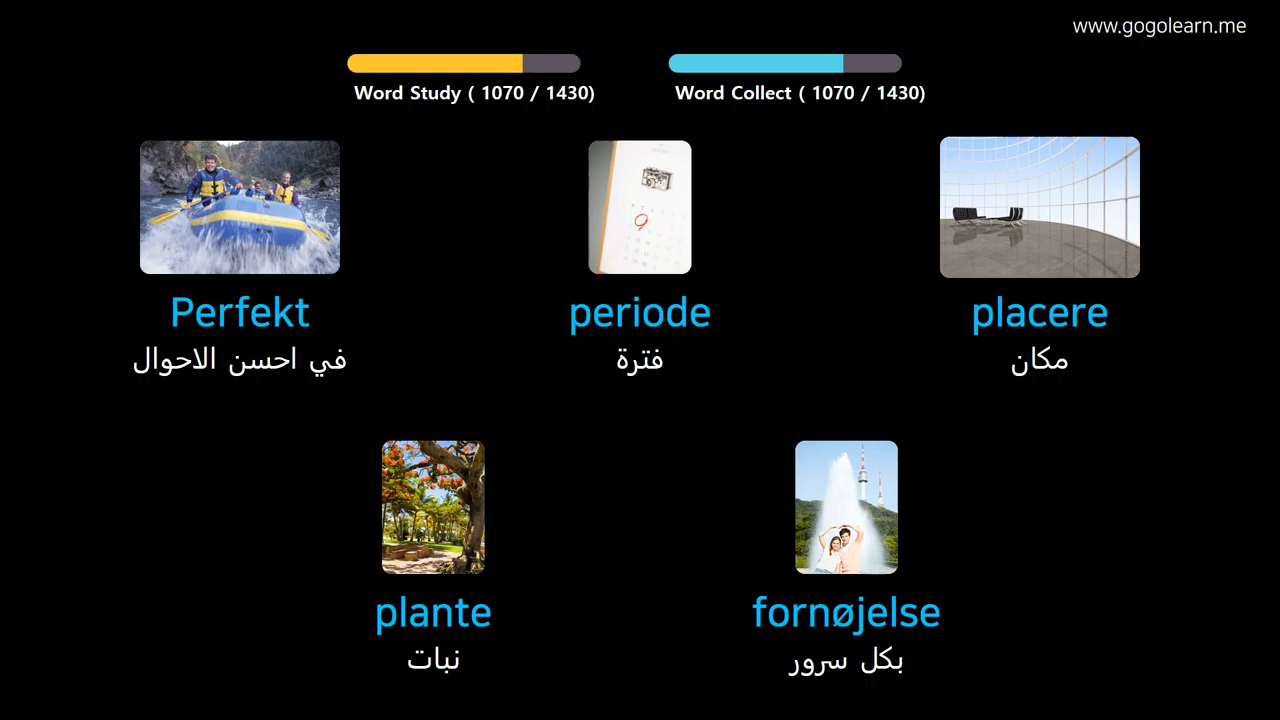 www.gogolearn.me
Word Study ( 1070 / 1430)
Word Collect ( 1070 / 1430)
Perfekt
في احسن الاحوال
periode
فترة
placere
مكان
plante
نبات
fornøjelse
بكل سرور